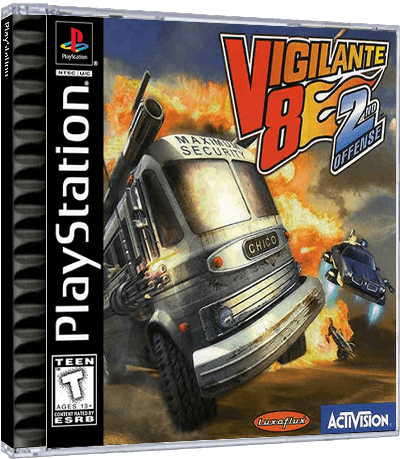 PlayStation
PlayStation
NTSC U/C
PlayStation
VIGILANTE
8
2ND
OFFENSE
MAXIMUM
SECURITY
CHICO
TEEN
T
AGES 13+
CONTENT RATED BY
ESRB
Luxoflux
ACTIVISION.